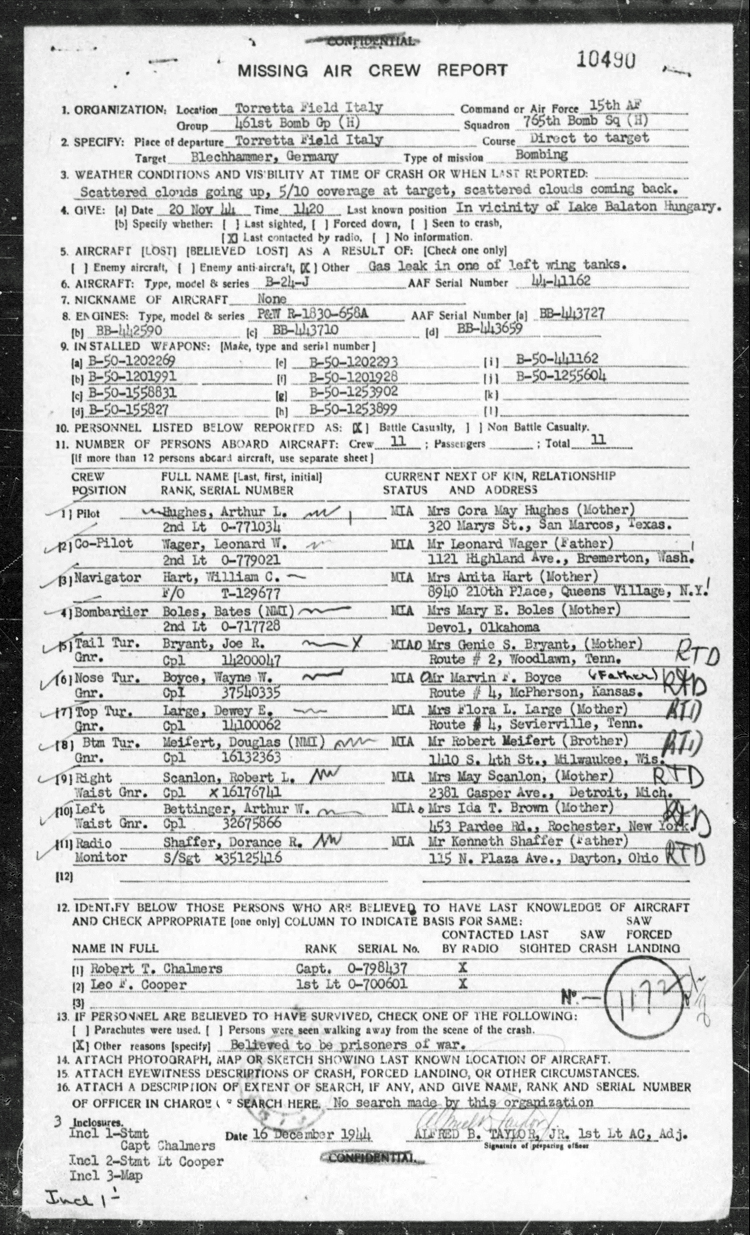 CONFIDENTIAL
10490
MISSING AIR CREW REPORT
1. ORGANIZATION: Location Torretta Field Italy Command or Air Force 15th AF
Group 461st Bomb Gp (H) Squadron 765th Bomb Sq (H)
2. SPECIFY: Place of departure Torretta Field Italy Course Direct to target
Target Blechhammer, Germany Type of mission Bombing
3. WEATHER CONDITIONS AND VISIBILITY AT TIME OF CRASH OR WHEN LAST REPORTED:
Scattered clouds going up, 5/10 coverage at target, scattered clouds coming back.
4. GIVE: [a] Date 20 Nov 44 Time 1420 Last known position In vicinity of Lake Balaton Hungary.
[b] Specify whether: [ ] Last sighted, [ ] Forced down, [ ] Seen to crash,
[X] Last contacted by radio, [ ] No information.
5. AIRCRAFT [LOST] [BELIEVED LOST] AS A RESULT OF: [Check one only]
[ ] Enemy aircraft, [ ] Enemy anti-aircraft, [X] Other Gas leak in one of left wing tanks.
6. AIRCRAFT: Type, model & series B-24-J AAF Serial Number 44-41162
7. NICKNAME OF AIRCRAFT None
8. ENGINES: Type, model & series P&W R-1830-658A AAF Serial Number [a] BB-443727
[b] BB-442590 [c] BB-443710 [d] BB-443659
9. INSTALLED WEAPONS: [Make, type and serial number]
[a] B-50-1202269 [e] B-50-1202293 [i] B-50-441162
[b] B-50-1201991 [f] B-50-1201928 [j] B-50-1255604
[c] B-50-1558831 [g] B-50-1253902 [k]
[d] B-50-155827 [h] B-50-1253899 [l]
10. PERSONNEL LISTED BELOW REPORTED AS: [X] Battle Casualty, [ ] Non Battle Casualty.
11. NUMBER OF PERSONS ABOARD AIRCRAFT: Crew 11 ; Passengers ; Total 11
[If more than 12 persons aboard aircraft, use separate sheet]
CREW FULL NAME [Last, first, initial] CURRENT NEXT OF KIN, RELATIONSHIP
POSITION RANK, SERIAL NUMBER STATUS AND ADDRESS
[1] Pilot Hughes, Arthur L. MIA Mrs Cora May Hughes (Mother)
2nd Lt O-771034 320 Marys St., San Marcos, Texas.
[2] Co-Pilot Wager, Leonard W. MIA Mr Leonard Wager (Father)
2nd Lt O-779021 1121 Highland Ave., Bremerton, Wash.
[3] Navigator Hart, William C. MIA Mrs Anita Hart (Mother)
F/O T-129677 8940 210th Place, Queens Village, N.Y.
4] Bombardier Boles, Bates (NMI) MIA Mrs Mary E. Boles (Mother)
2nd Lt O-717728 Devol, Olkahoma
[5] Tail Tur. Bryant, Joe R. X MIA Mrs Genie S. Bryant, (Mother)
Gnr. Cpl 14200047 Route # 2, Woodlawn, Tenn. RTD
[6] Nose Tur. Boyce, Wayne W. MIA Mr Marvin F. Boyce (Father)
Gnr. Cpl 37540335 Route # 4, McPherson, Kansas. RTD
[7] Top Tur. Large, Dewey E. MIA Mrs Flora L. Large (Mother)
Gnr. Cpl 14100062 Route # 4, Sevierville, Tenn. RTD
[8] Btm Tur. Meifert, Douglas (NMI) MIA Mr Robert Meifert (Brother)
Gnr. Cpl 16132363 1410 S. 4th St., Milwaukee, Wis. RTD
[9] Right Scanlon, Robert L. MIA Mrs May Scanlon, (Mother) RTD
Waist Gnr. Cpl x16176741 2381 Casper Ave., Detroit, Mich.
[10] Left Bettinger, Arthur W. MIA Mrs Ida T. Brown (Mother) RTD
Waist Gnr. Cpl 32675866 453 Pardee Rd., Rochester, New York.
[11] Radio Shaffer, Dorance R. MIA Mr Kenneth Shaffer (Father)
Monitor S/Sgt x35125416 115 N. Plaza Ave., Dayton, Ohio RTD
[12]
12. IDENTIFY BELOW THOSE PERSONS WHO ARE BELIEVED TO HAVE LAST KNOWLEDGE OF AIRCRAFT
AND CHECK APPROPRIATE [one only] COLUMN TO INDICATE BASIS FOR SAME: SAW
CONTACTED LAST SAW FORCED
NAME IN FULL RANK SERIAL No. BY RADIO SIGHTED CRASH LANDING
[1] Robert T. Chalmers Capt. O-798437 X
[2] Leo F. Cooper 1st Lt O-700601 X
[3] No. — 1172
13. IF PERSONNEL ARE BELIEVED TO HAVE SURVIVED, CHECK ONE OF THE FOLLOWING:
[ ] Parachutes were used. [ ] Persons were seen walking away from the scene of the crash.
[X] Other reasons [specify] Believed to be prisoners of war.
14. ATTACH PHOTOGRAPH, MAP OR SKETCH SHOWING LAST KNOWN LOCATION OF AIRCRAFT.
15. ATTACH EYEWITNESS DESCRIPTIONS OF CRASH, FORCED LANDING, OR OTHER CIRCUMSTANCES.
16. ATTACH A DESCRIPTION OF EXTENT OF SEARCH, IF ANY, AND GIVE NAME, RANK AND SERIAL NUMBER
OF OFFICER IN CHARGE OF SEARCH HERE. No search made by this organization
3 Inclosures.
Incl 1-Stmt Date 16 December 1944 ALFRED B. TAYLOR, JR. 1st Lt AC, Adj.
Capt Chalmers Signature of preparing officer
Incl 2-Stmt Lt Cooper CONFIDENTIAL
Incl 3-Map
Incl 1-